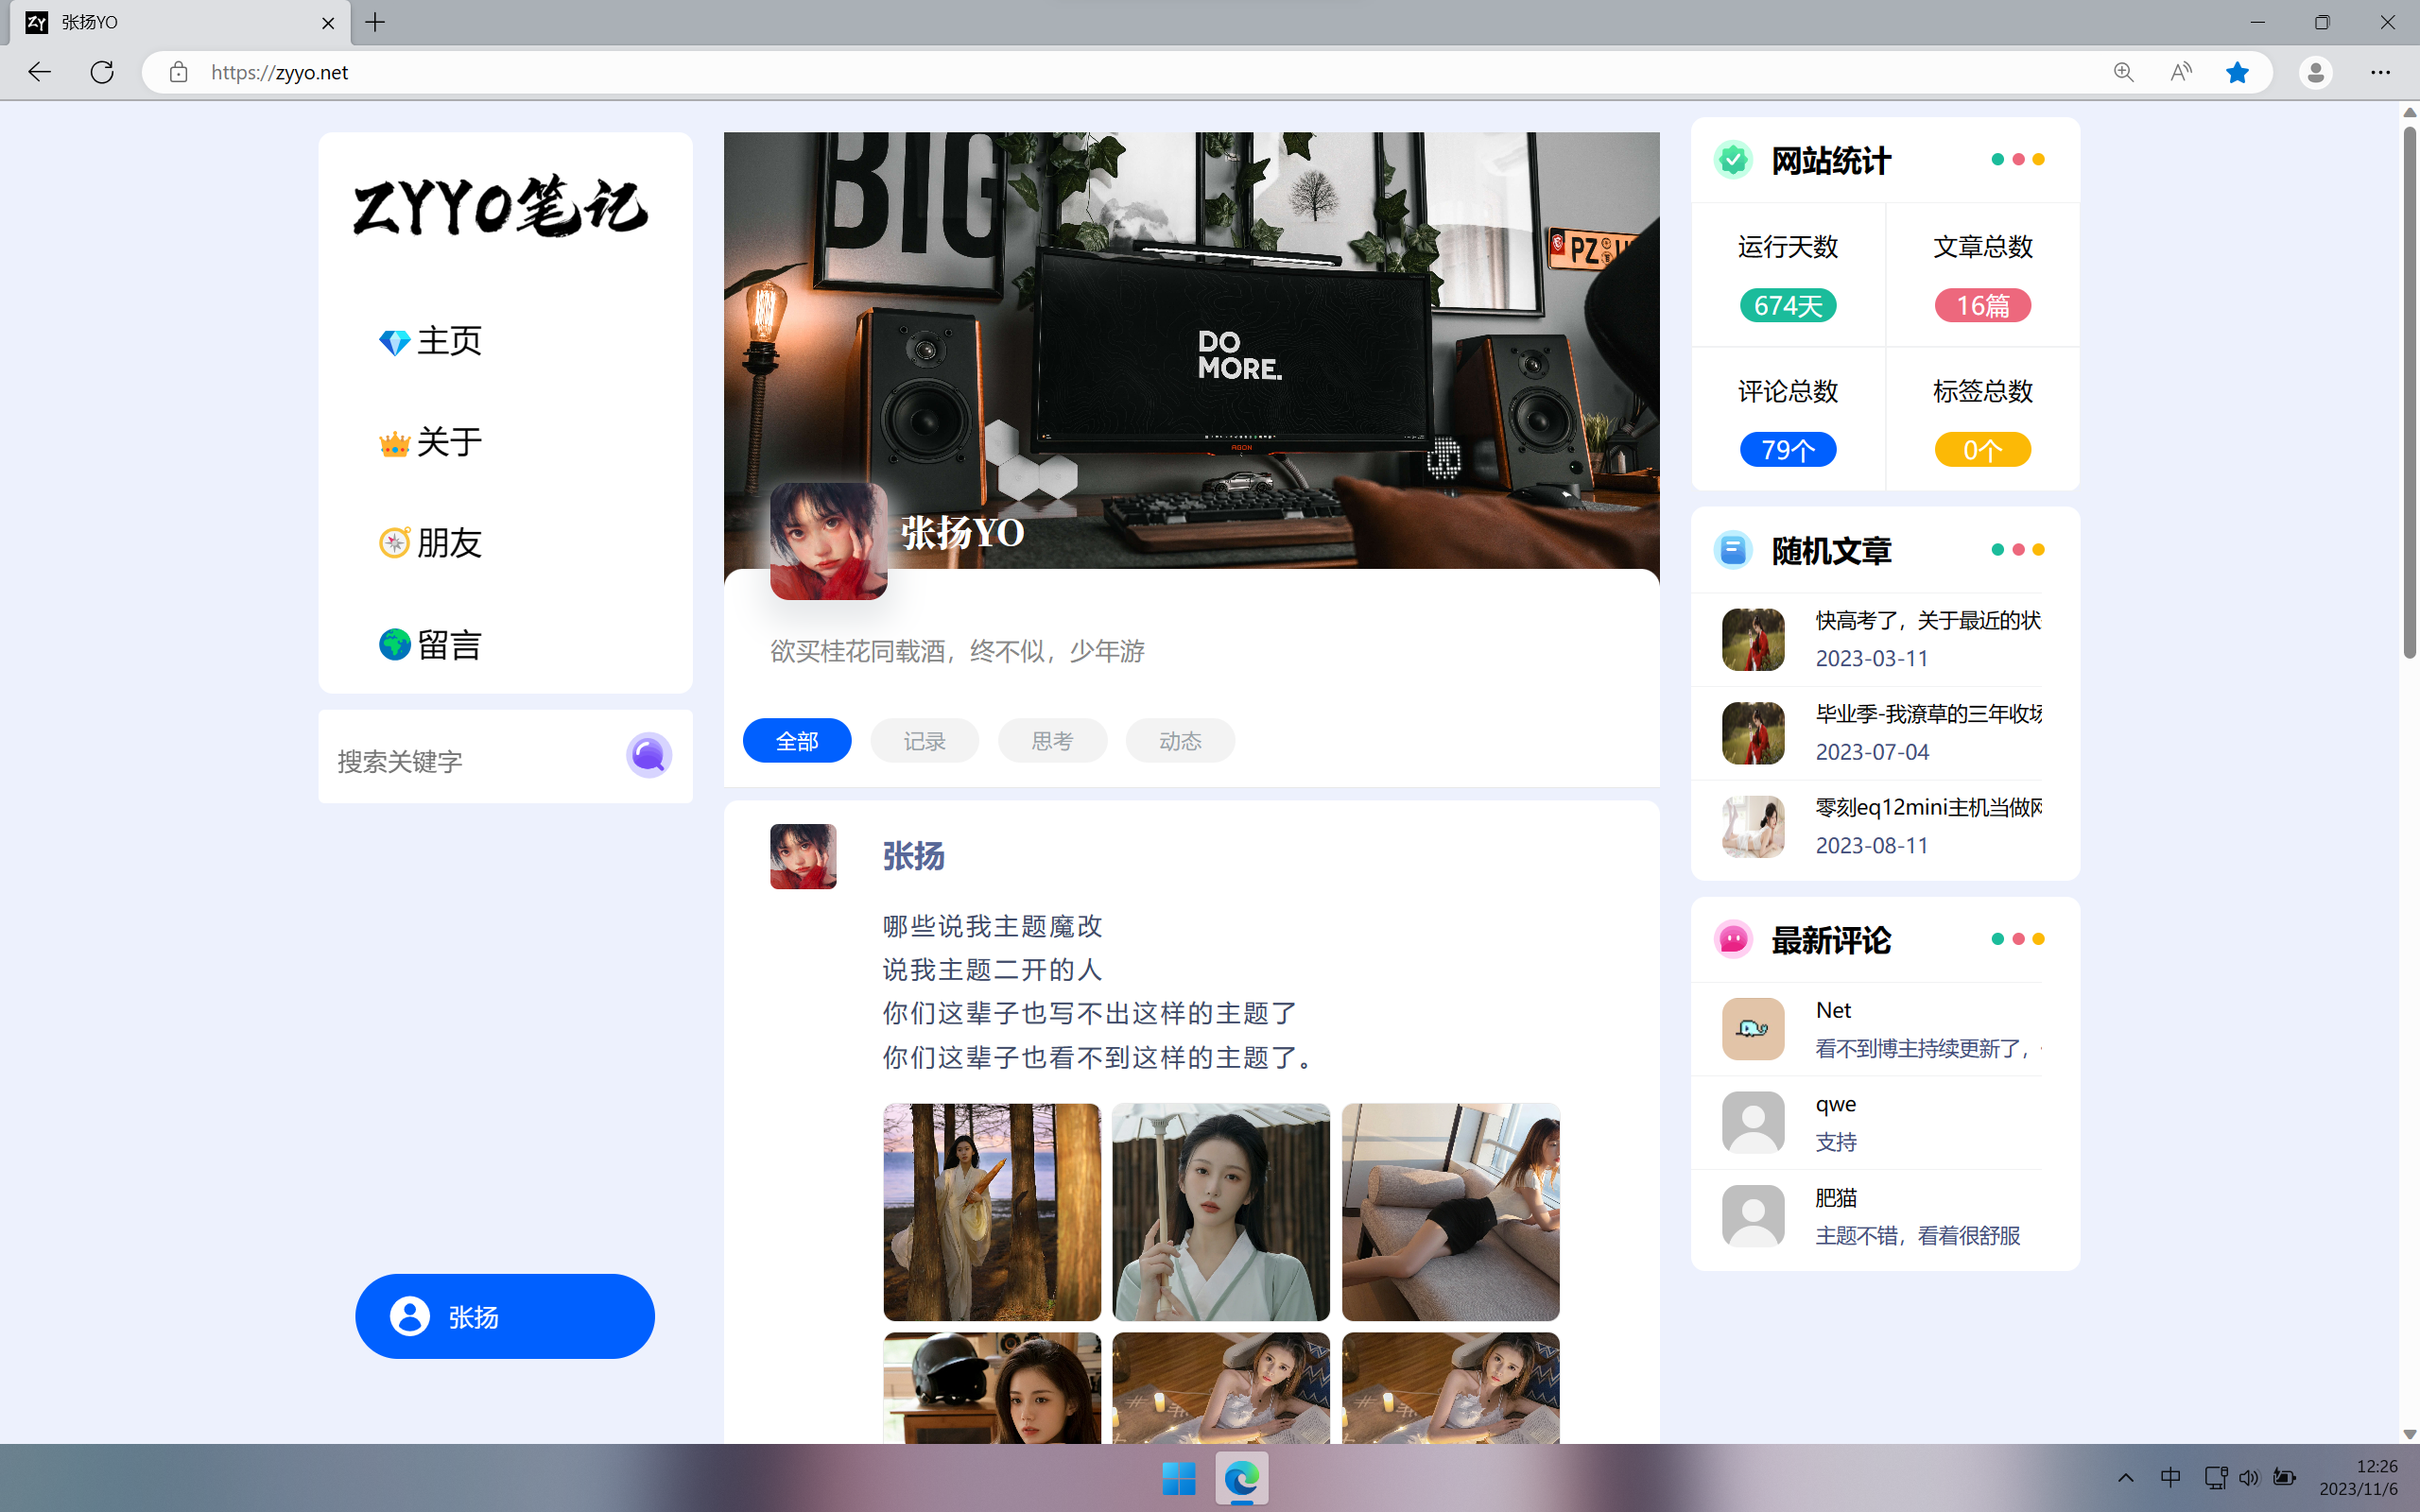 张扬YO
https://zyyo.net
ZYYO笔记
主页
关于
朋友
留言
搜索关键字
张扬
BIG
DO
MORE.
AGON
PZ
张扬YO
欲买桂花同载酒，终不似，少年游
全部
记录
思考
动态
张扬
哪些说我主题魔改
说我主题二开的人
你们这辈子也写不出这样的主题了
你们这辈子也看不到这样的主题了。
网站统计
运行天数
文章总数
674天
16篇
评论总数
标签总数
79个
0个
随机文章
快高考了，关于最近的状
2023-03-11
毕业季-我潦草的三年收场
2023-07-04
零刻eq12mini主机当做网
2023-08-11
最新评论
Net
看不到博主持续更新了，
qwe
支持
肥猫
主题不错，看着很舒服
中
12:26
2023/11/6